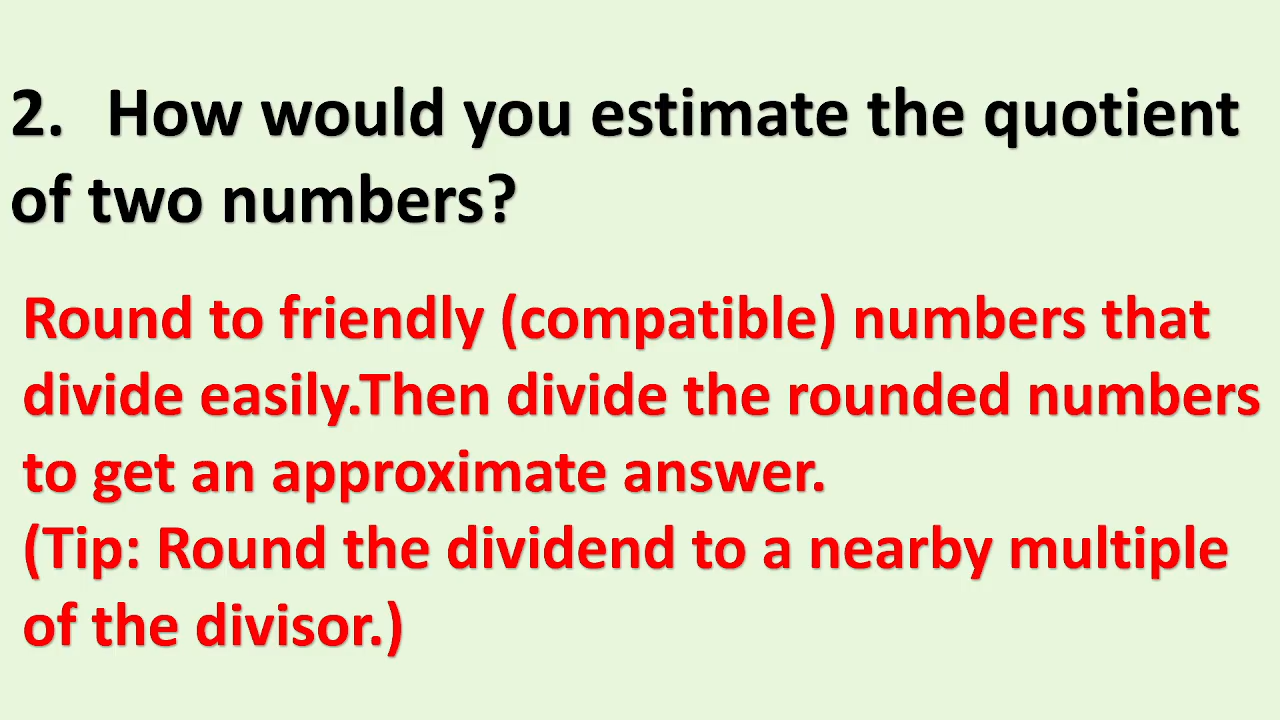 2. How would you estimate the quotient
of two numbers?
Round to friendly (compatible) numbers that
divide easily.Then divide the rounded numbers
to get an approximate answer.
(Tip: Round the dividend to a nearby multiple
of the divisor.)